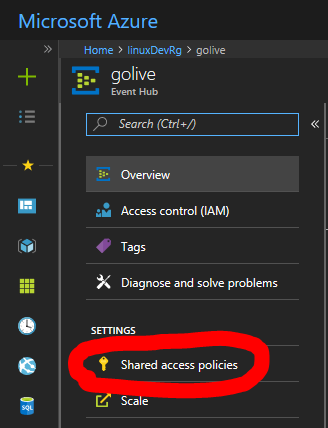 Microsoft Azure
»
Home > linuxDevRg > golive
golive
Event Hub
Search (Ctrl+/)
«
Overview
Access control (IAM)
Tags
Diagnose and solve problems
SETTINGS
Shared access policies
Scale
SQL